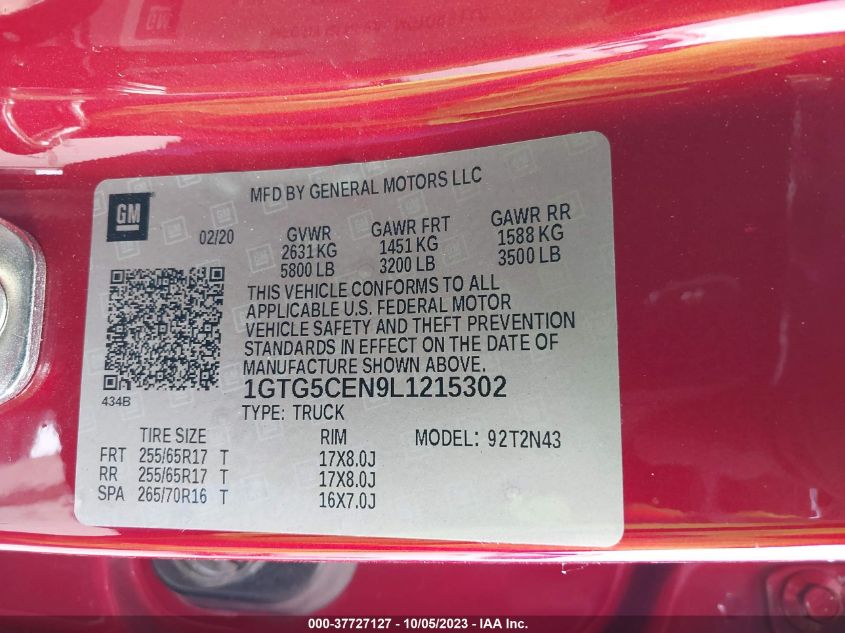 GM
MFD BY GENERAL MOTORS LLC
02/20
GVWR GAWR FRT GAWR RR
2631 KG 1451 KG 1588 KG
5800 LB 3200 LB 3500 LB
THIS VEHICLE CONFORMS TO ALL
APPLICABLE U.S. FEDERAL MOTOR
VEHICLE SAFETY AND THEFT PREVENTION
STANDARDS IN EFFECT ON THE DATE OF
MANUFACTURE SHOWN ABOVE.
434B
1GTG5CEN9L1215302
TYPE: TRUCK
TIRE SIZE RIM MODEL: 92T2N43
FRT 255/65R17 T 17X8.0J
RR 255/65R17 T 17X8.0J
SPA 265/70R16 T 16X7.0J
000-37727127 - 10/05/2023 - IAA Inc.